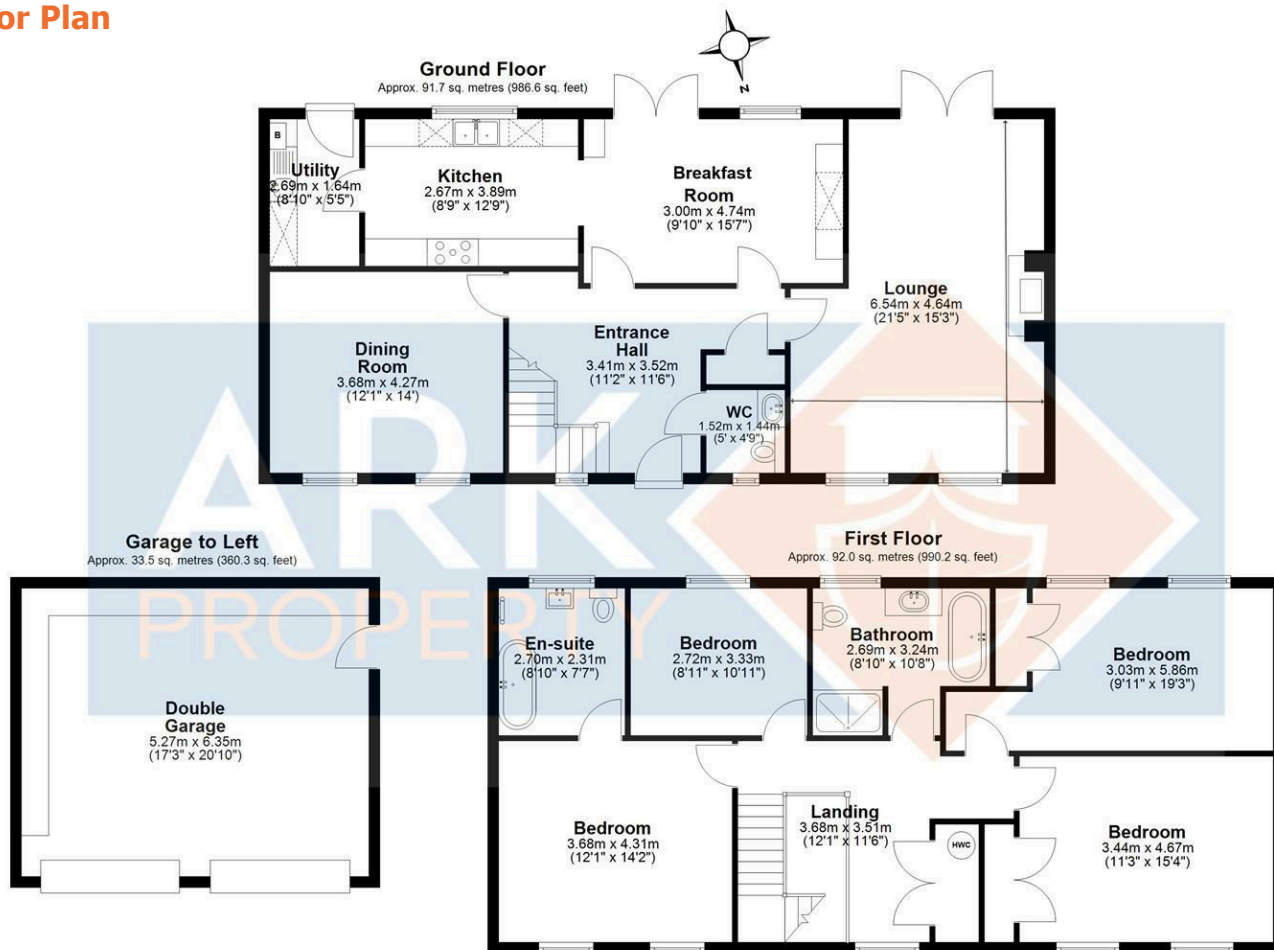 or Plan
Ground Floor
Approx. 91.7 sq. metres (986.6 sq. feet)
N
B
Utility
2.69m x 1.64m
(8'10" x 5'5")
Kitchen
2.67m x 3.89m
(8'9" x 12'9")
Breakfast
Room
3.00m x 4.74m
(9'10" x 15'7")
Lounge
6.54m x 4.64m
(21'5" x 15'3")
Dining
Room
3.68m x 4.27m
(12'1" x 14')
Entrance
Hall
3.41m x 3.52m
(11'2" x 11'6")
WC
1.52m x 1.44m
(5' x 4'9")
ARK
PROPERTY
Garage to Left
Approx. 33.5 sq. metres (360.3 sq. feet)
Double
Garage
5.27m x 6.35m
(17'3" x 20'10")
First Floor
Approx. 92.0 sq. metres (990.2 sq. feet)
En-suite
2.70m x 2.31m
(8'10" x 7'7")
Bedroom
2.72m x 3.33m
(8'11" x 10'11")
Bathroom
2.69m x 3.24m
(8'10" x 10'8")
Bedroom
3.03m x 5.86m
(9'11" x 19'3")
Bedroom
3.68m x 4.31m
(12'1" x 14'2")
Landing
3.68m x 3.51m
(12'1" x 11'6")
HWC
Bedroom
3.44m x 4.67m
(11'3" x 15'4")